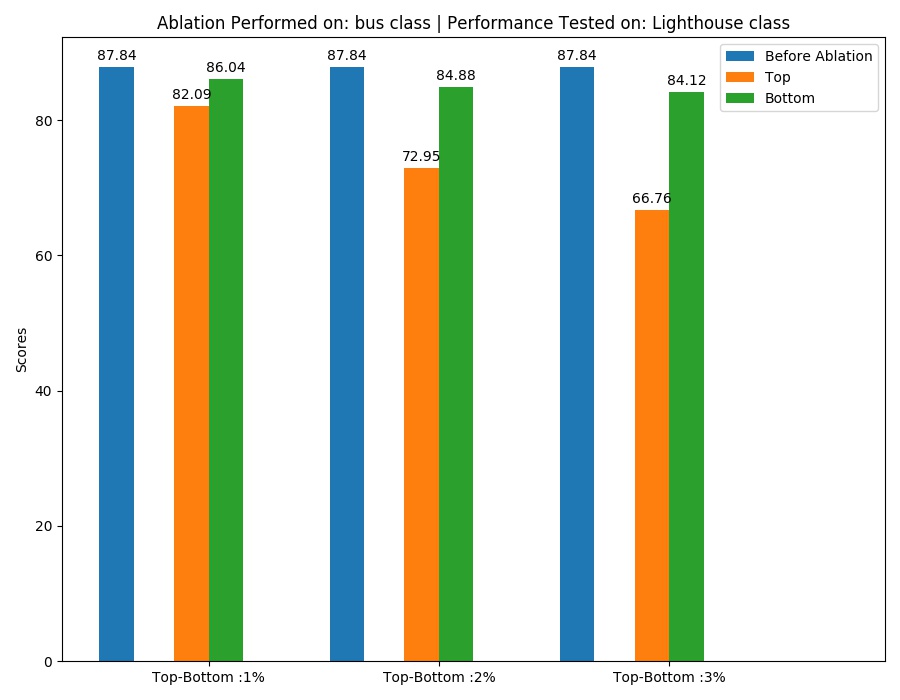 Ablation Performed on: bus class | Performance Tested on: Lighthouse class
87.84
82.09
86.04
87.84
72.95
84.88
87.84
66.76
84.12
Before Ablation
Top
Bottom
Scores
80
60
40
20
0
Top-Bottom :1%
Top-Bottom :2%
Top-Bottom :3%